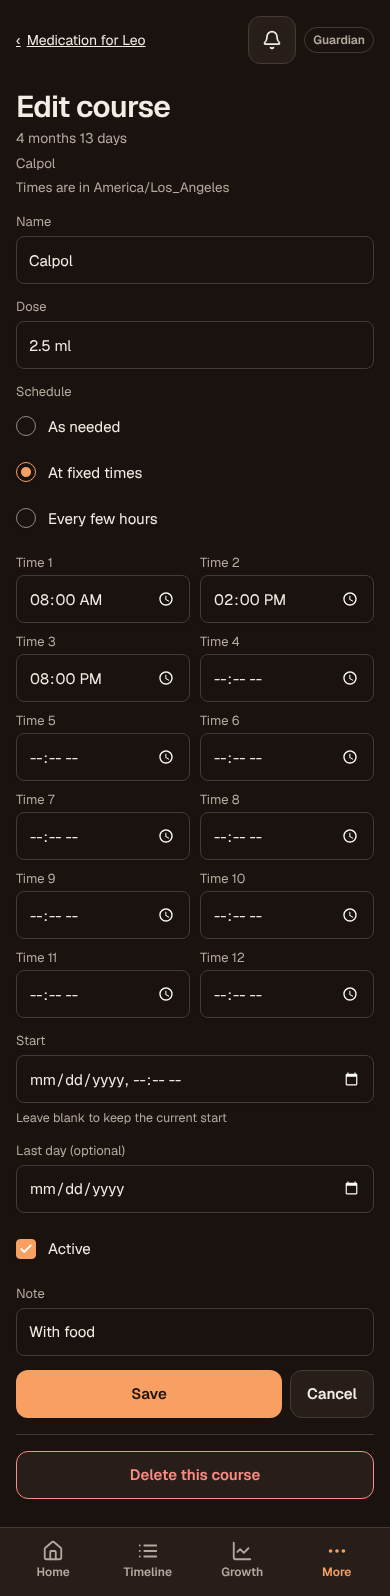 ‹ Medication for Leo
Guardian
Edit course
4 months 13 days
Calpol
Times are in America/Los_Angeles
Name
Calpol
Dose
2.5 ml
Schedule
As needed
At fixed times
Every few hours
Time 1 Time 2
08:00 AM 02:00 PM
Time 3 Time 4
08:00 PM --:-- --
Time 5 Time 6
--:-- -- --:-- --
Time 7 Time 8
--:-- -- --:-- --
Time 9 Time 10
--:-- -- --:-- --
Time 11 Time 12
--:-- -- --:-- --
Start
mm/dd/yyyy, --:-- --
Leave blank to keep the current start
Last day (optional)
mm/dd/yyyy
Active
Note
With food
Save Cancel
Delete this course
Home Timeline Growth More